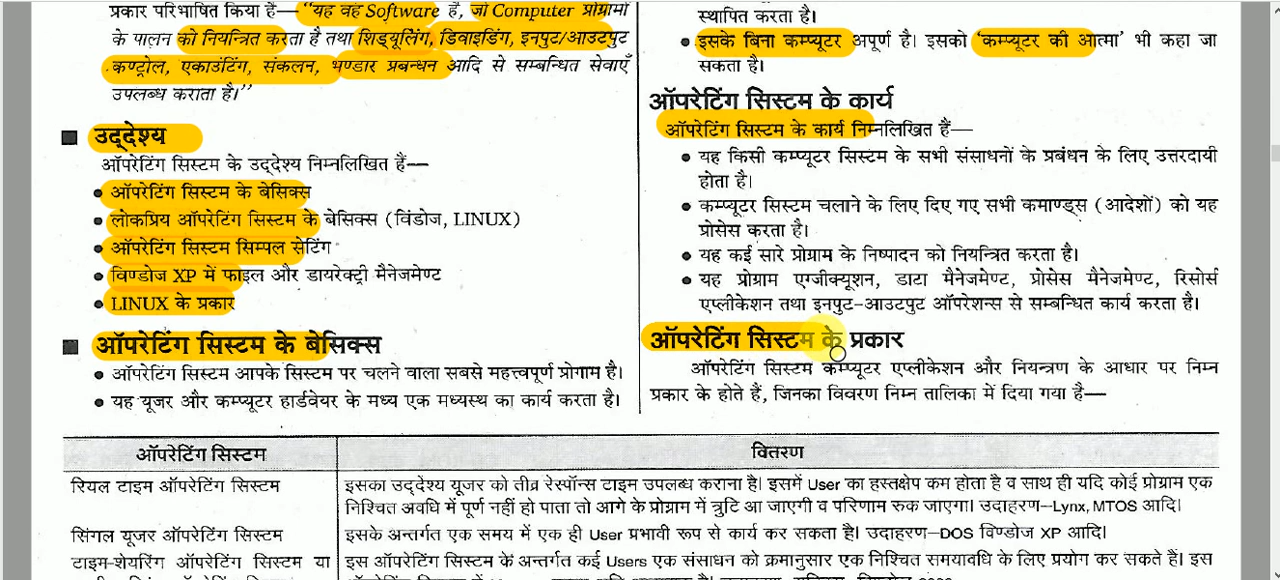 प्रकार परिभाषित किया है— “यह वह Software है, जो Computer प्रोग्रामों
के पालन को नियन्त्रित करता है तथा शिड्यूलिंग, डिवाइडिंग, इनपुट/आउटपुट
कण्ट्रोल, एकाउंटिंग, संकलन, भण्डार प्रबन्धन आदि से सम्बन्धित सेवाएँ
उपलब्ध कराता है।”
उद्देश्य
ऑपरेटिंग सिस्टम के उद्देश्य निम्नलिखित हैं—
• ऑपरेटिंग सिस्टम के बेसिक्स
• लोकप्रिय ऑपरेटिंग सिस्टम के बेसिक्स (विंडोज, LINUX)
• ऑपरेटिंग सिस्टम सिम्पल सेटिंग
• विण्डोज XP में फाइल और डायरेक्ट्री मैनेजमेण्ट
• LINUX के प्रकार
ऑपरेटिंग सिस्टम के बेसिक्स
• ऑपरेटिंग सिस्टम आपके सिस्टम पर चलने वाला सबसे महत्त्वपूर्ण प्रोगाम है।
• यह यूजर और कम्प्यूटर हार्डवेयर के मध्य एक मध्यस्थ का कार्य करता है।
स्थापित करता है।
• इसके बिना कम्प्यूटर अपूर्ण है। इसको ‘कम्प्यूटर की आत्मा’ भी कहा जा
सकता है।
ऑपरेटिंग सिस्टम के कार्य
ऑपरेटिंग सिस्टम के कार्य निम्नलिखित हैं—
• यह किसी कम्प्यूटर सिस्टम के सभी संसाधनों के प्रबंधन के लिए उत्तरदायी
होता है।
• कम्प्यूटर सिस्टम चलाने के लिए दिए गए सभी कमाण्ड्स (आदेशों) को यह
प्रोसेस करता है।
• यह कई सारे प्रोग्राम के निष्पादन को नियन्त्रित करता है।
• यह प्रोग्राम एग्जीक्यूशन, डाटा मैनेजमेण्ट, प्रोसेस मैनेजमेण्ट, रिसोर्स
एप्लीकेशन तथा इनपुट-आउटपुट ऑपरेशन्स से सम्बन्धित कार्य करता है।
ऑपरेटिंग सिस्टम के प्रकार
ऑपरेटिंग सिस्टम कम्प्यूटर एप्लीकेशन और नियन्त्रण के आधार पर निम्न
प्रकार के होते हैं, जिनका विवरण निम्न तालिका में दिया गया है—
ऑपरेटिंग सिस्टम वितरण
रियल टाइम ऑपरेटिंग सिस्टम इसका उद्देश्य यूजर को तीव्र रेस्पॉन्स टाइम उपलब्ध कराना है। इसमें User का हस्तक्षेप कम होता है व साथ ही यदि कोई प्रोग्राम एक
निश्चित अवधि में पूर्ण नहीं हो पाता तो आगे के प्रोग्राम में त्रुटि आ जाएगी व परिणाम रुक जाएगा। उदाहरण—Lynx, MTOS आदि।
सिंगल यूजर ऑपरेटिंग सिस्टम इसके अन्तर्गत एक समय में एक ही User प्रभावी रूप से कार्य कर सकता है। उदाहरण—DOS विण्डोज XP आदि।
टाइम-शेयरिंग ऑपरेटिंग सिस्टम या इस ऑपरेटिंग सिस्टम के अन्तर्गत कई Users एक संसाधन को क्रमानुसार एक निश्चित समयावधि के लिए प्रयोग कर सकते हैं। इस